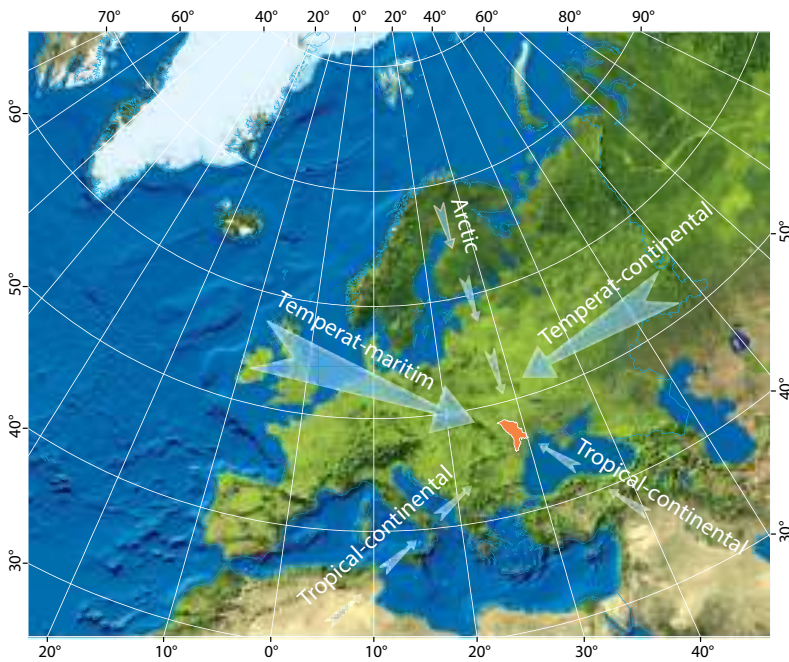 70° 60° 40° 20° 0° 20° 40° 60° 80° 90°
60°
50°
40°
30°
50°
40°
30°
Arctic
Temperat-continental
Temperat-maritim
Tropical-continental
Tropical-continental
20° 10° 0° 10° 20° 30° 40°